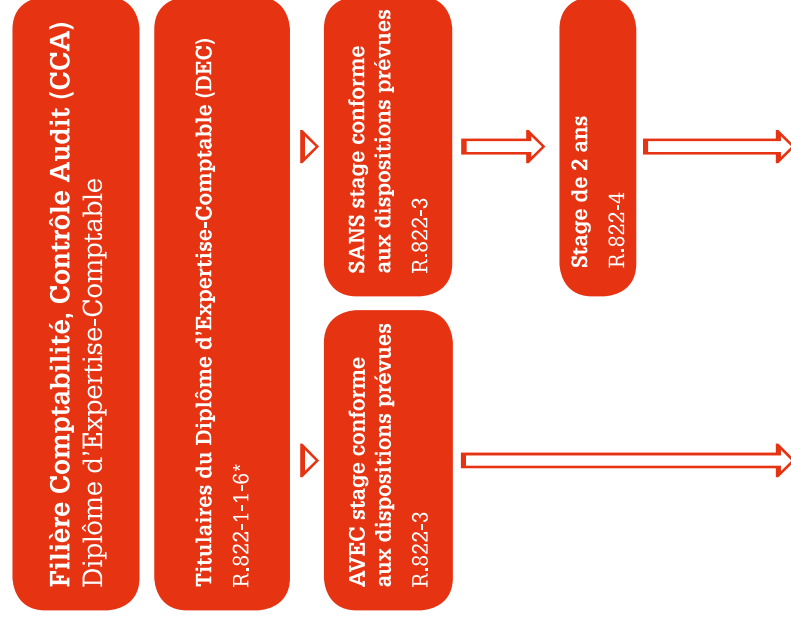 Filière Comptabilité, Contrôle Audit (CCA)
Diplôme d'Expertise-Comptable
Titulaires du Diplôme d'Expertise-Comptable (DEC)
R.822-1-1-6*
AVEC stage conforme
aux dispositions prévues
R.822-3
SANS stage conforme
aux dispositions prévues
R.822-3
Stage de 2 ans
R.822-4